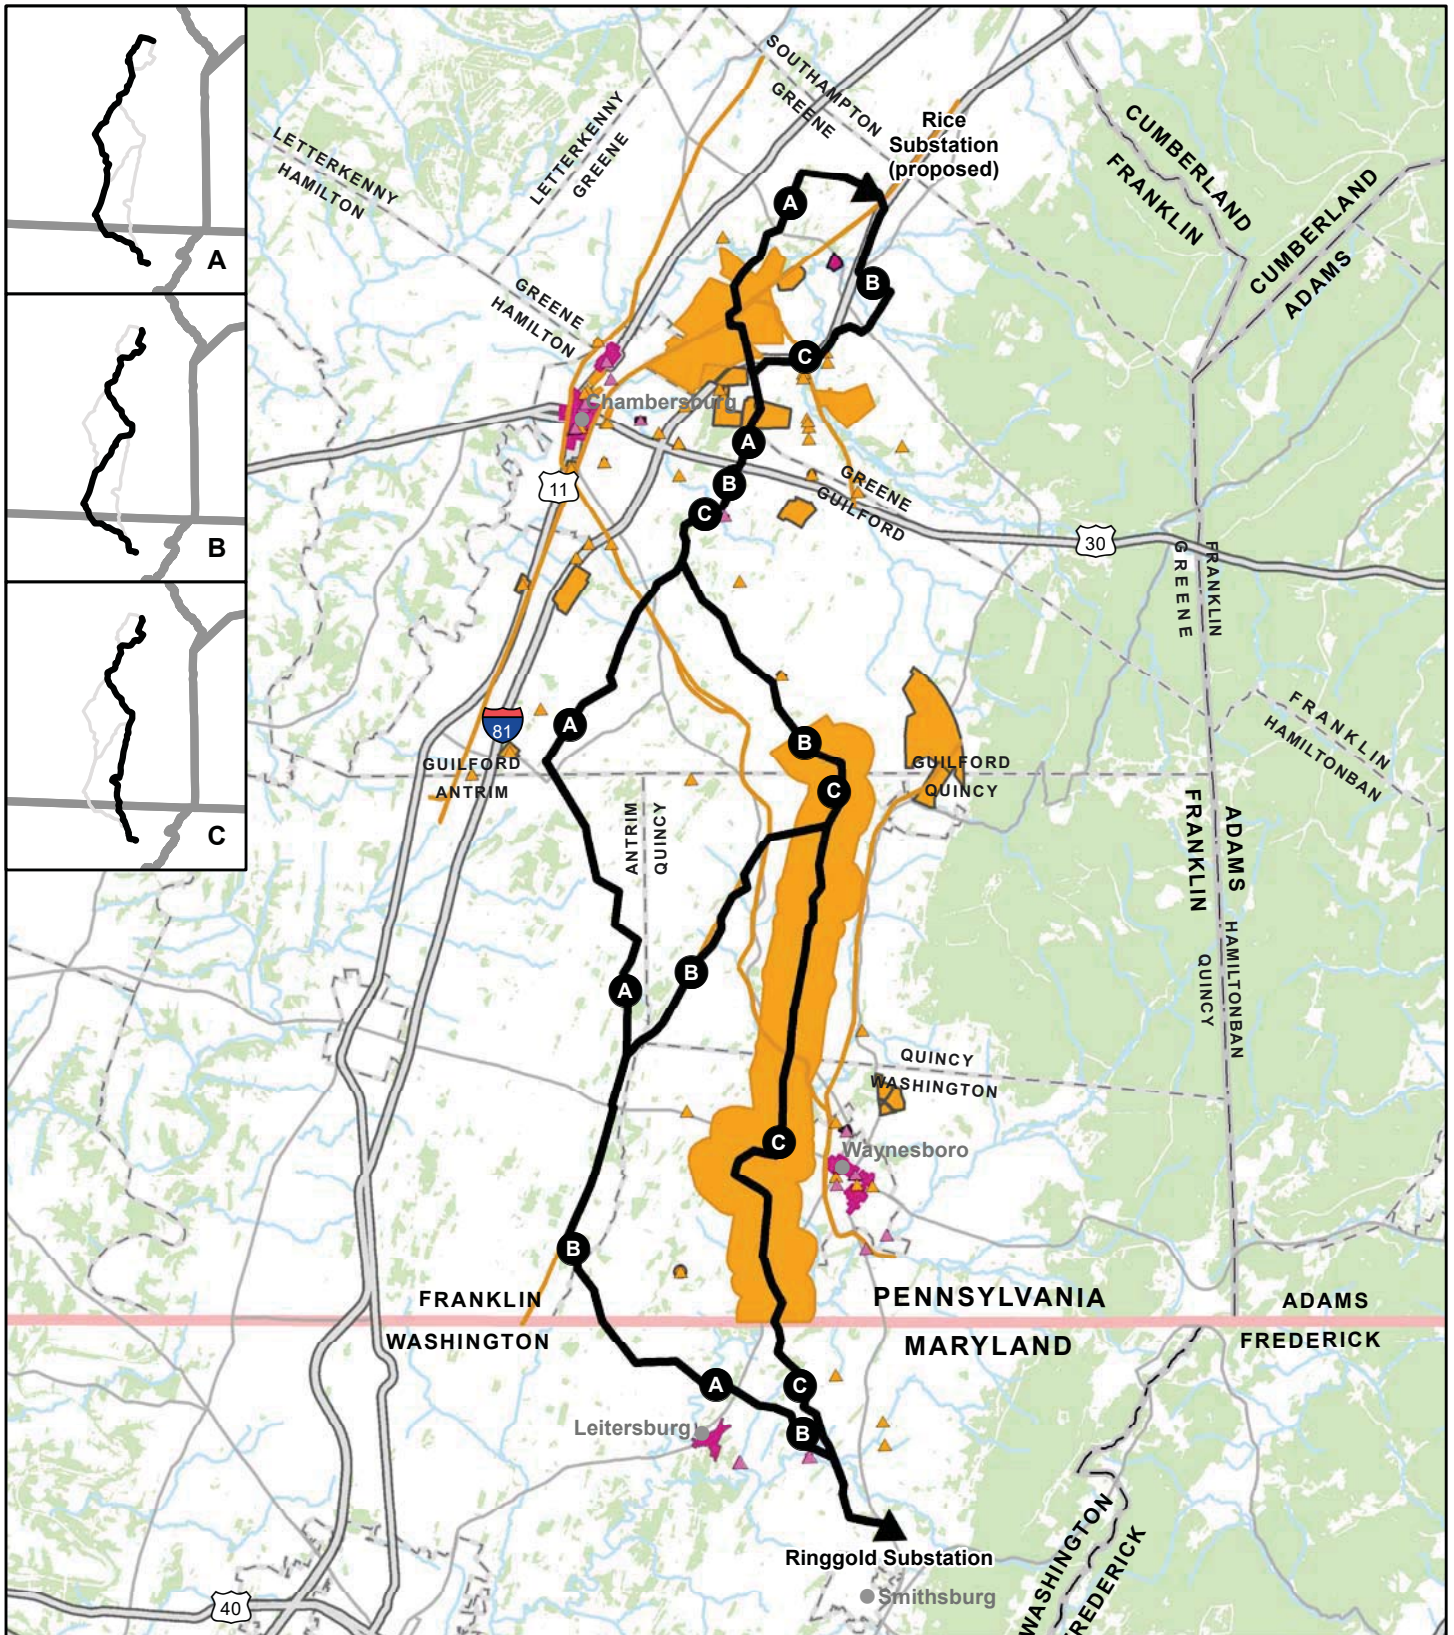 A
B
C
SOUTHAMPTON
GREENE
LETTERKENNY
GREENE
LETTERKENNY
HAMILTON
GREENE
HAMILTON
Rice
Substation
(proposed)
CUMBERLAND
FRANKLIN
CUMBERLAND
ADAMS
A
B
C
Chambersburg
A
B
C
11
GREENE
GUILFORD
30
FRANKLIN
GREENE
FRANKLIN
HAMILTONBAN
A
81
B
GUILFORD
ANTRIM
GUILFORD
QUINCY
C
ANTRIM
QUINCY
ADAMS
FRANKLIN
HAMILTONBAN
QUINCY
B
A
QUINCY
WASHINGTON
C
Waynesboro
B
FRANKLIN
WASHINGTON
PENNSYLVANIA
MARYLAND
ADAMS
FREDERICK
A
C
B
Leitersburg
Ringgold Substation
Smithsburg
WASHINGTON
FREDERICK
40